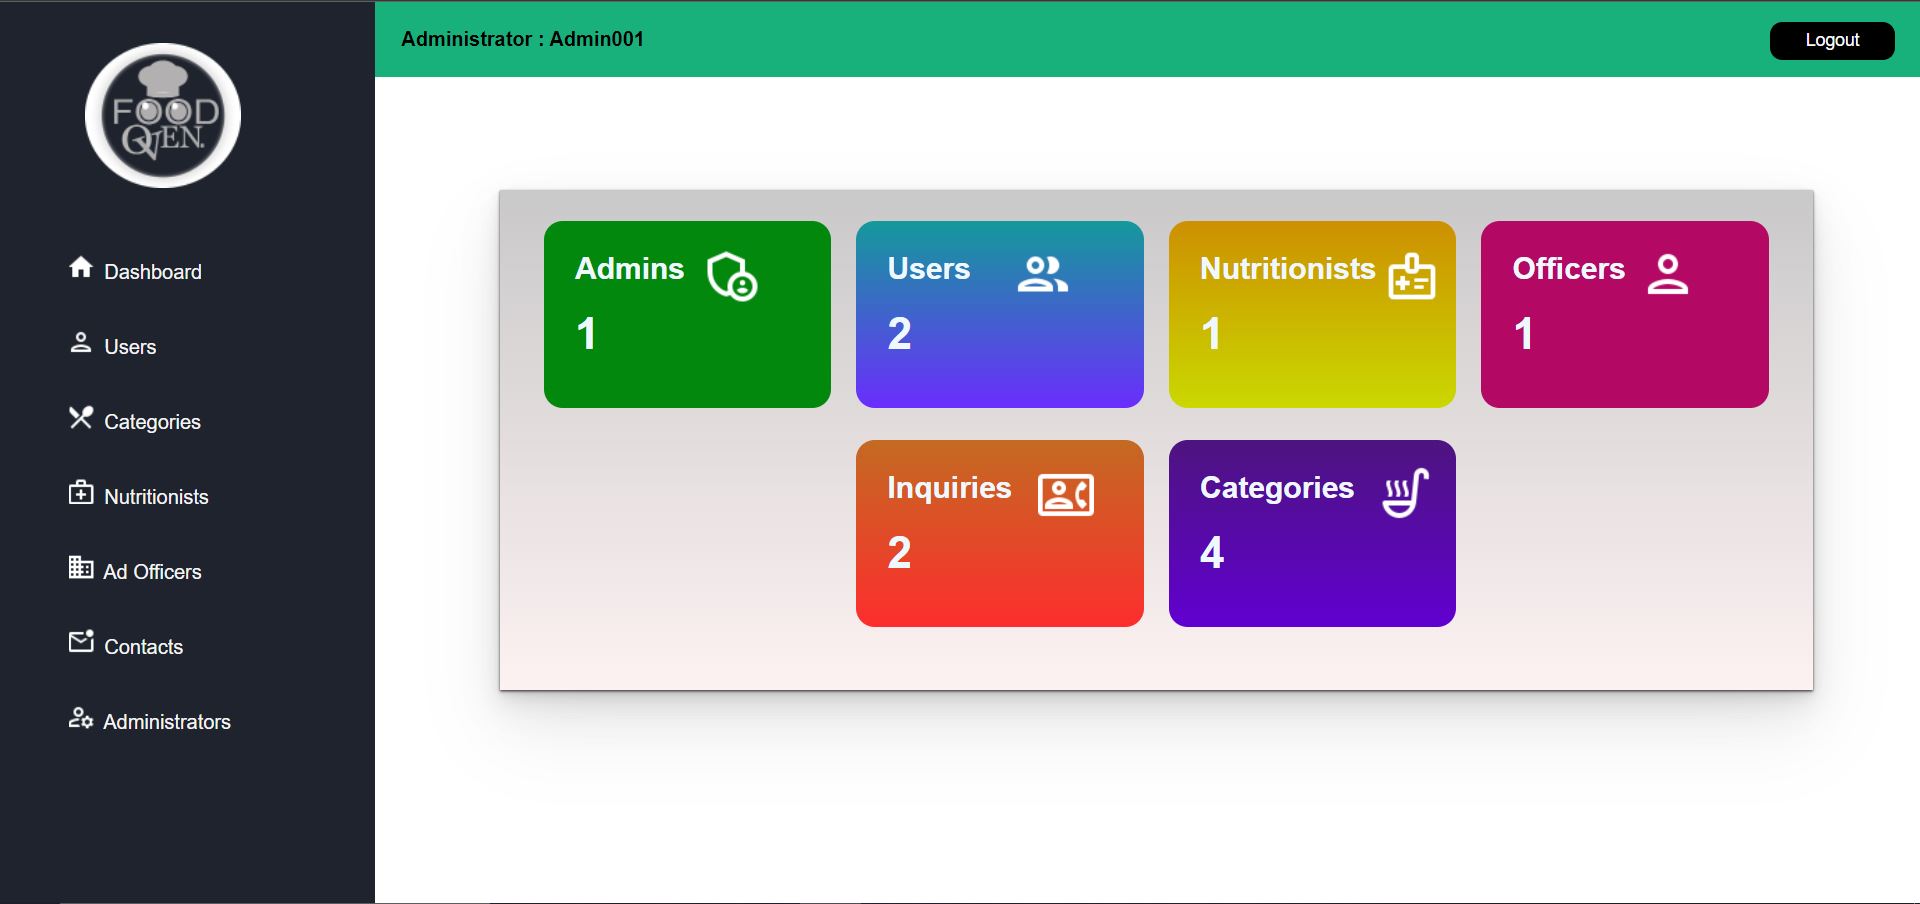 FOOD
OVEN.
Dashboard
Users
Categories
Nutritionists
Ad Officers
Contacts
Administrators
Administrator : Admin001
Logout
Admins
1
Users
2
Nutritionists
1
Officers
1
Inquiries
2
Categories
4